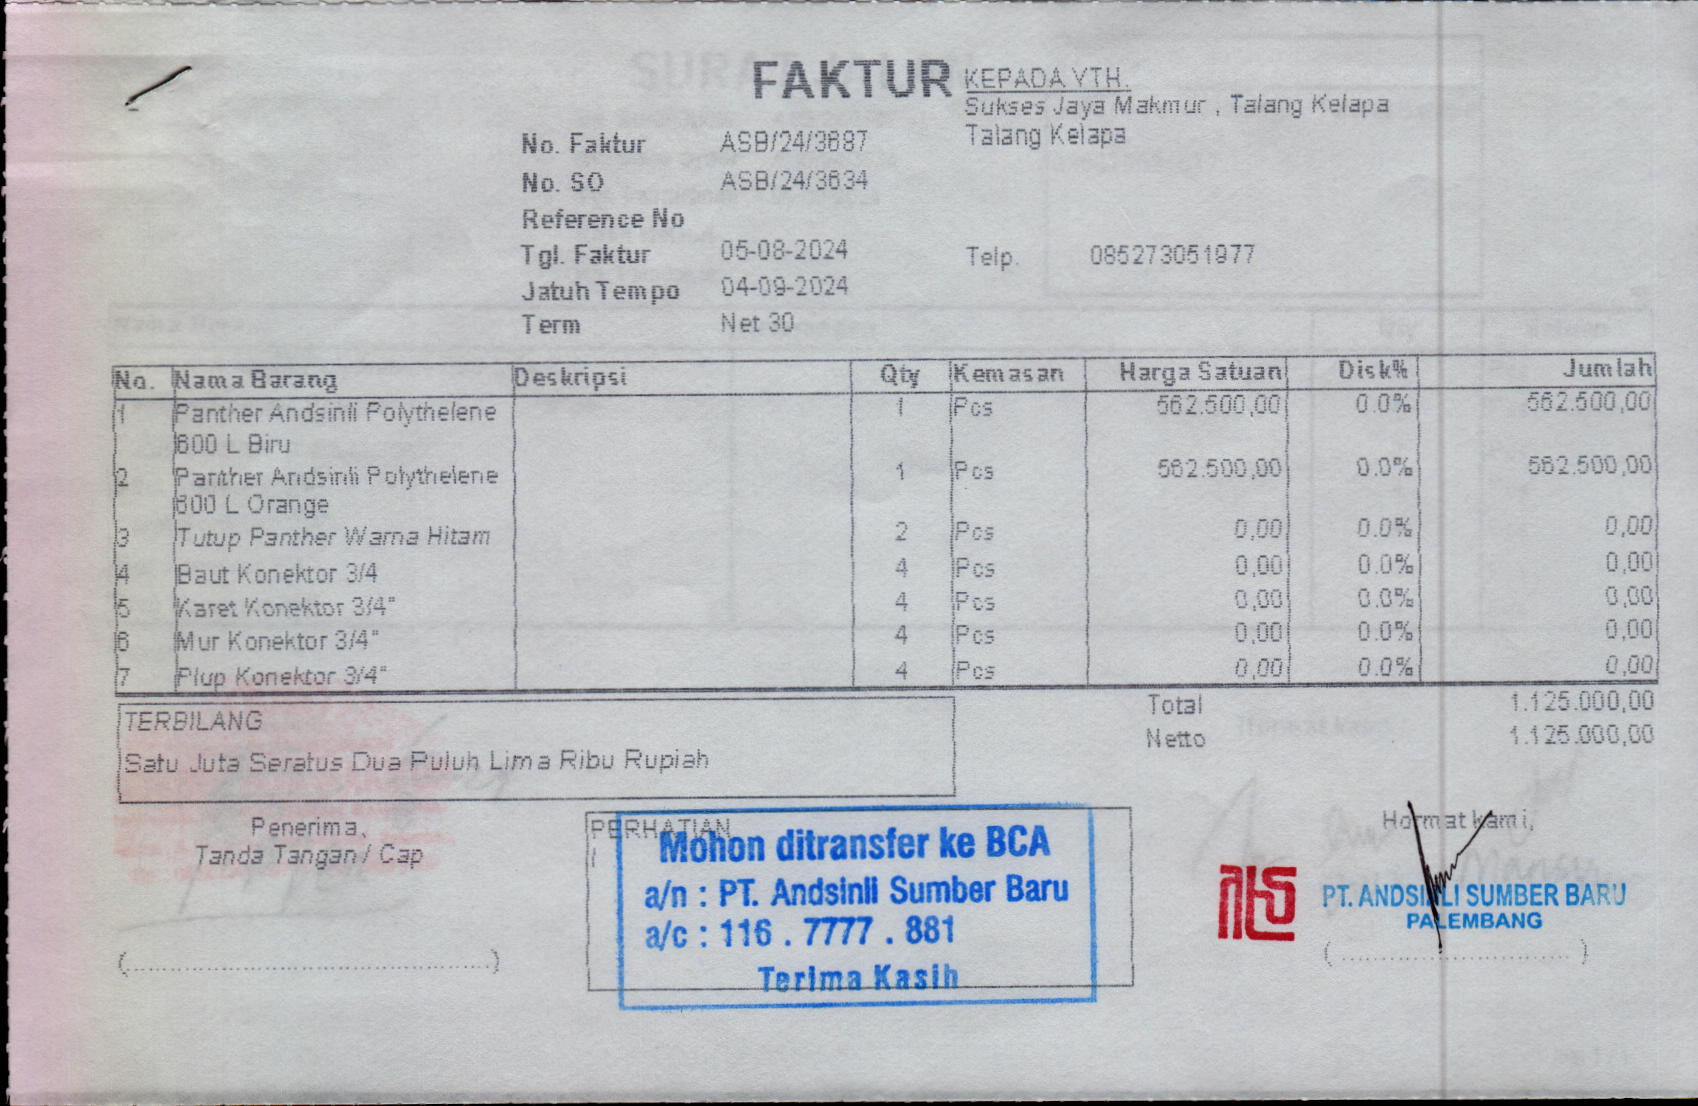 FAKTUR
KEPADA YTH.
Sukses Jaya Makmur , Talang Kelapa
Talang Kelapa
No. Faktur ASB/24/3687
No. SO ASB/24/3634
Reference No
Tgl. Faktur 05-08-2024 Telp. 085273051977
Jatuh Tempo 04-09-2024
Term Net 30
No. Nama Barang Deskripsi Qty Kemasan Harga Satuan Disk% Jumlah
1 Panther Andsinli Polythelene 1 Pcs 562.500,00 0.0% 562.500,00
600 L Biru
2 Panther Andsinli Polythelene 1 Pcs 562.500,00 0.0% 562.500,00
600 L Orange
3 Tutup Panther Warna Hitam 2 Pcs 0,00 0.0% 0,00
4 Baut Konektor 3/4 4 Pcs 0,00 0.0% 0,00
5 Karet Konektor 3/4" 4 Pcs 0,00 0.0% 0,00
6 Mur Konektor 3/4" 4 Pcs 0,00 0.0% 0,00
7 Plup Konektor 3/4" 4 Pcs 0,00 0.0% 0,00
Total 1.125.000,00
Netto 1.125.000,00
TERBILANG
Satu Juta Seratus Dua Puluh Lima Ribu Rupiah
Penerima,
Tanda Tangan / Cap
(....................................)
PERHATIAN
Mohon ditransfer ke BCA
a/n : PT. Andsinli Sumber Baru
a/c : 116 . 7777 . 881
Terima Kasih
Hormat kami,
PT. ANDSINLI SUMBER BARU
PALEMBANG
(............................)